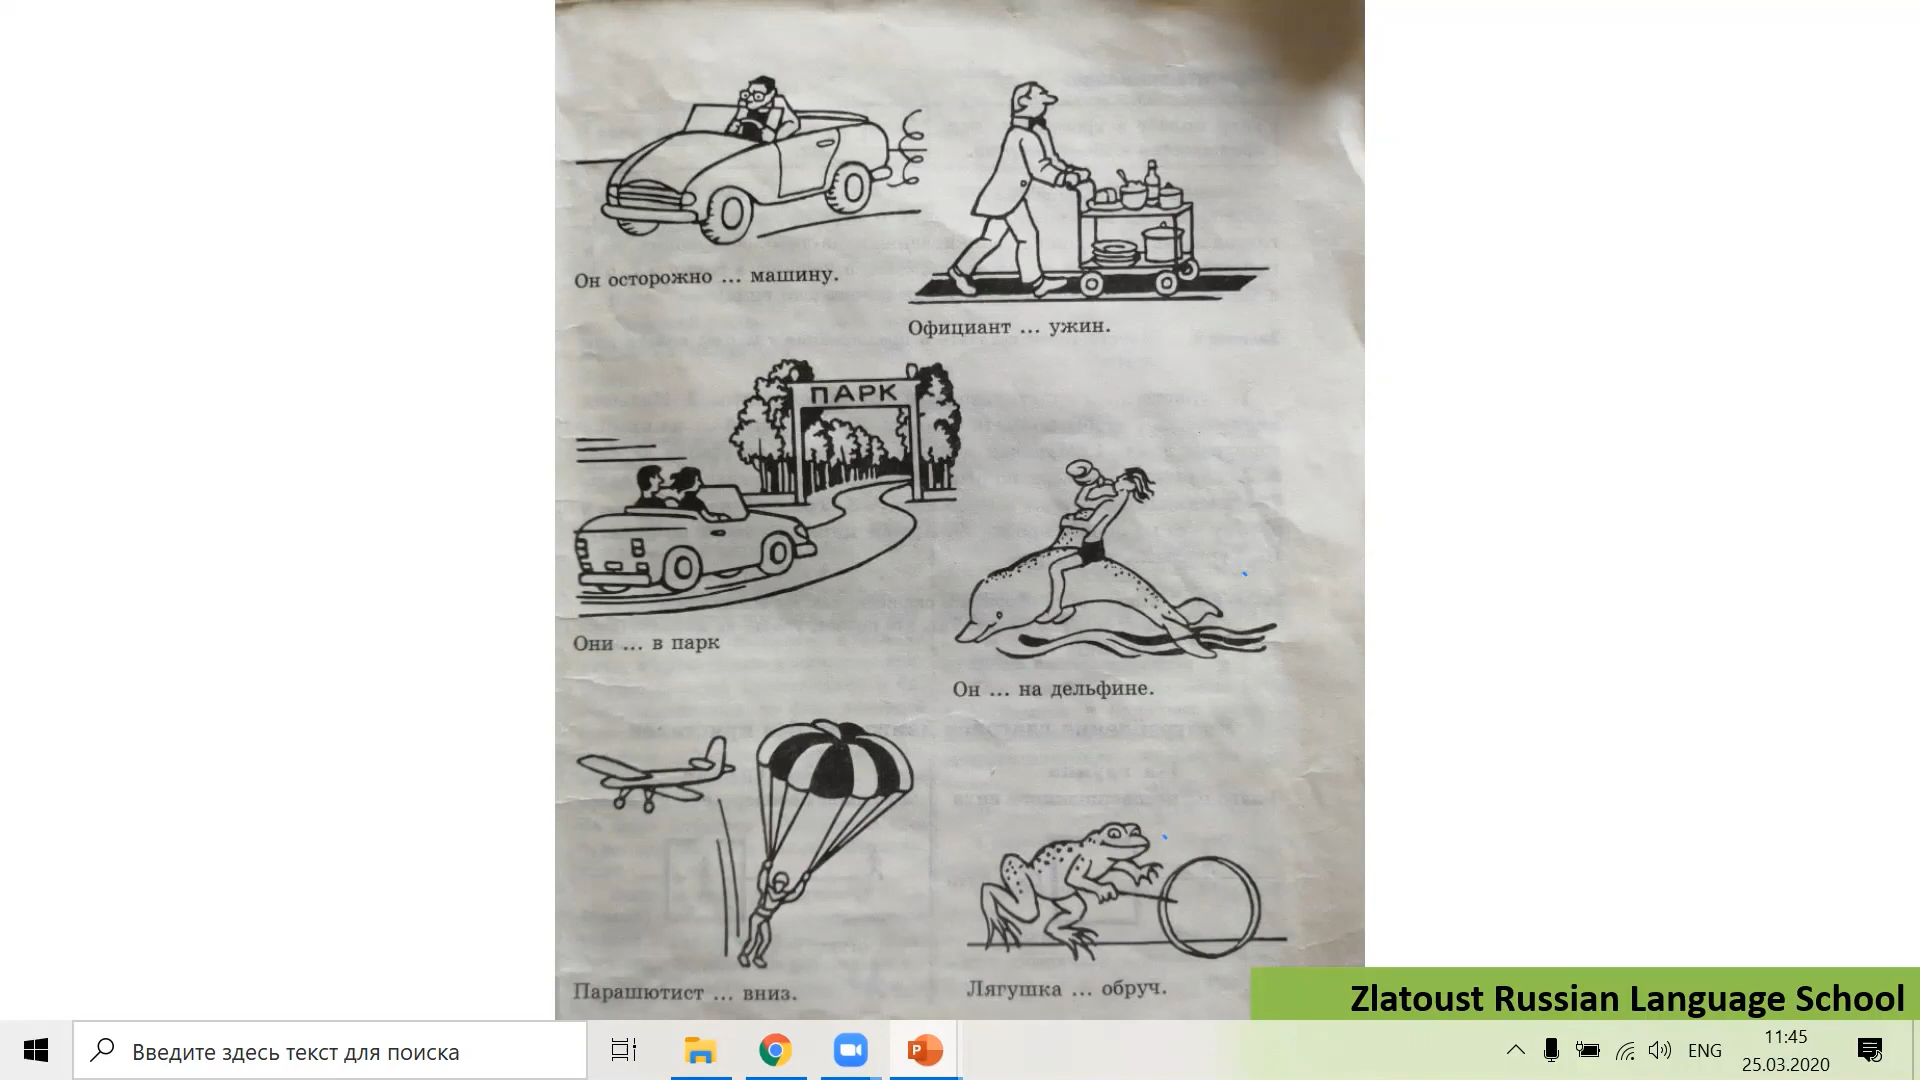 Он осторожно ... машину.
Официант ... ужин.
ПАРК
Они ... в парк
Он ... на дельфине.
Парашютист ... вниз.
Лягушка ... обруч.
Zlatoust Russian Language School
Введите здесь текст для поиска
P
ENG
11:45
25.03.2020